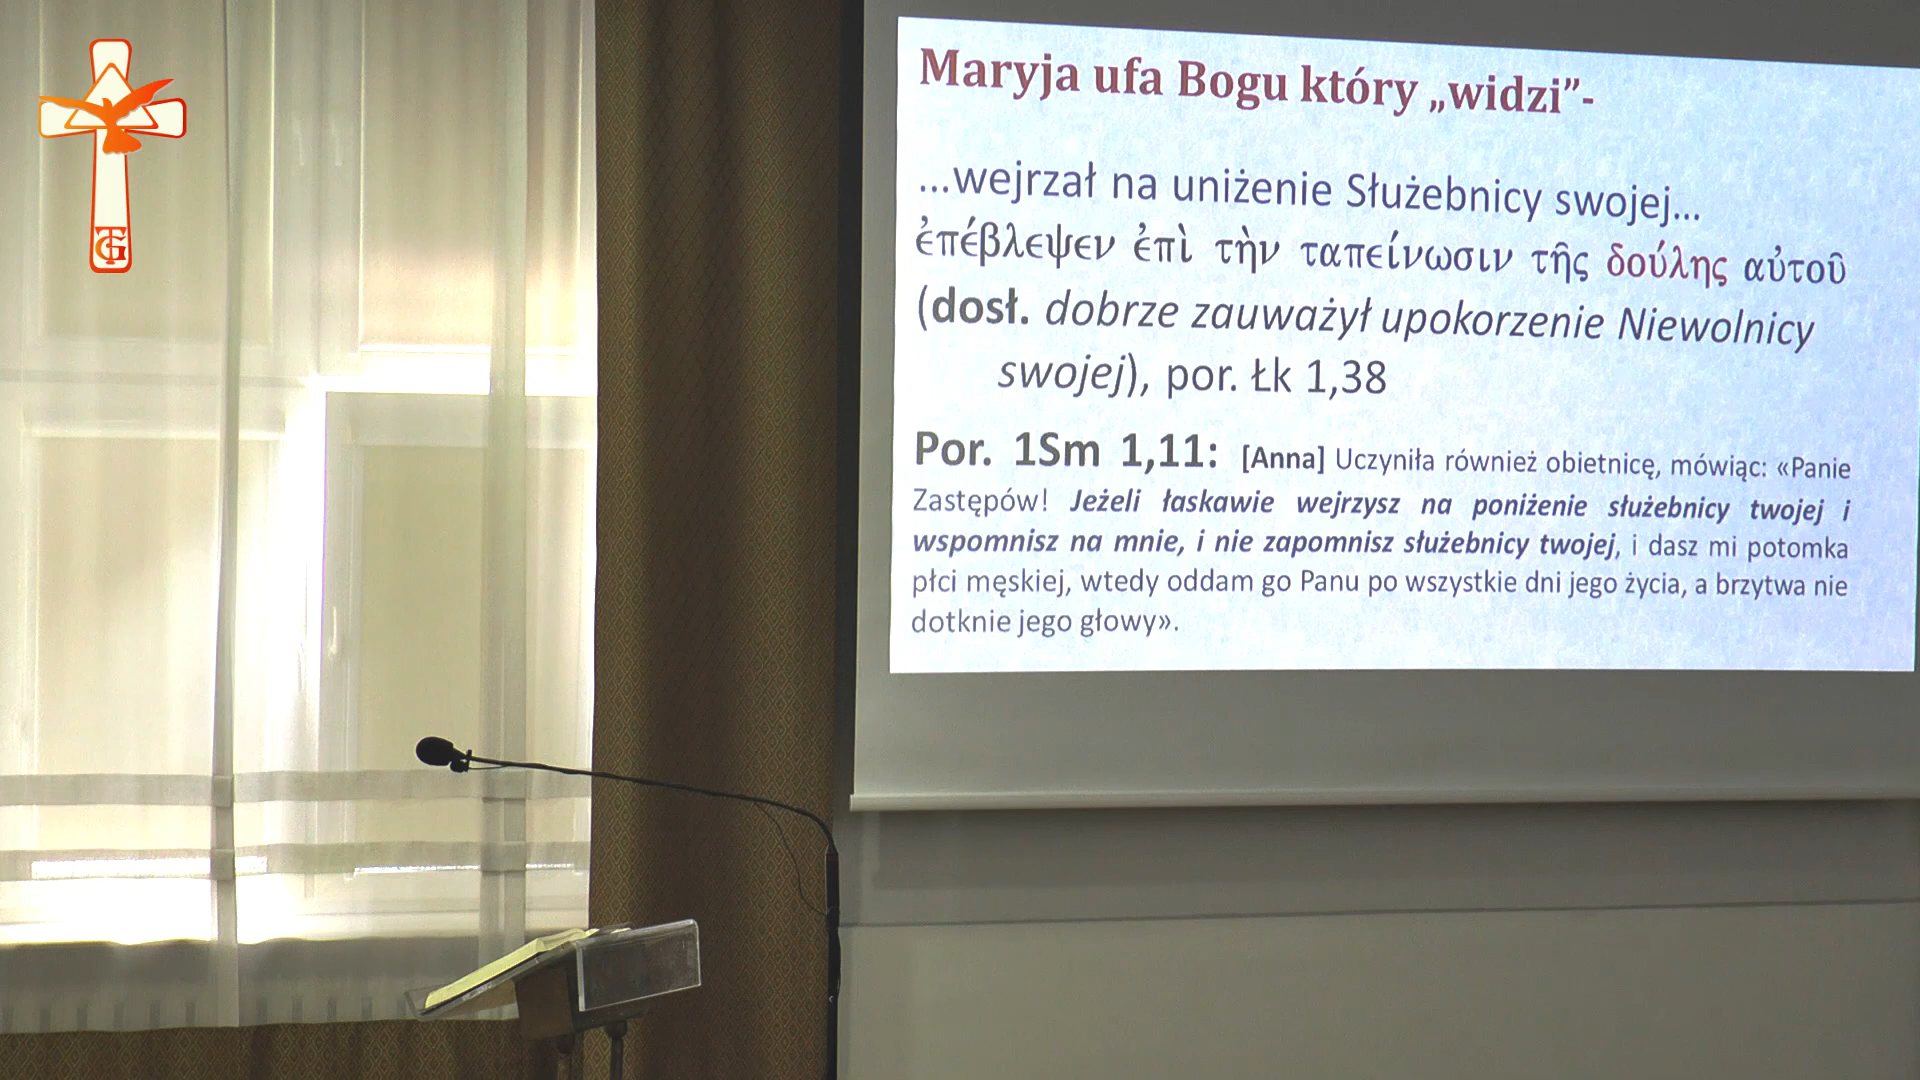 Maryja ufa Bogu który „widzi”-
...wejrzał na uniżenie Służebnicy swojej...
ἐπέβλεψεν ἐπὶ τὴν ταπείνωσιν τῆς δούλης αὐτοῦ
(dosł. dobrze zauważył upokorzenie Niewolnicy
swojej), por. Łk 1,38
Por. 1Sm 1,11: [Anna] Uczyniła również obietnicę, mówiąc: «Panie
Zastępów! Jeżeli łaskawie wejrzysz na poniżenie służebnicy twojej i
wspomnisz na mnie, i nie zapomnisz służebnicy twojej, i dasz mi potomka
płci męskiej, wtedy oddam go Panu po wszystkie dni jego życia, a brzytwa nie
dotknie jego głowy».